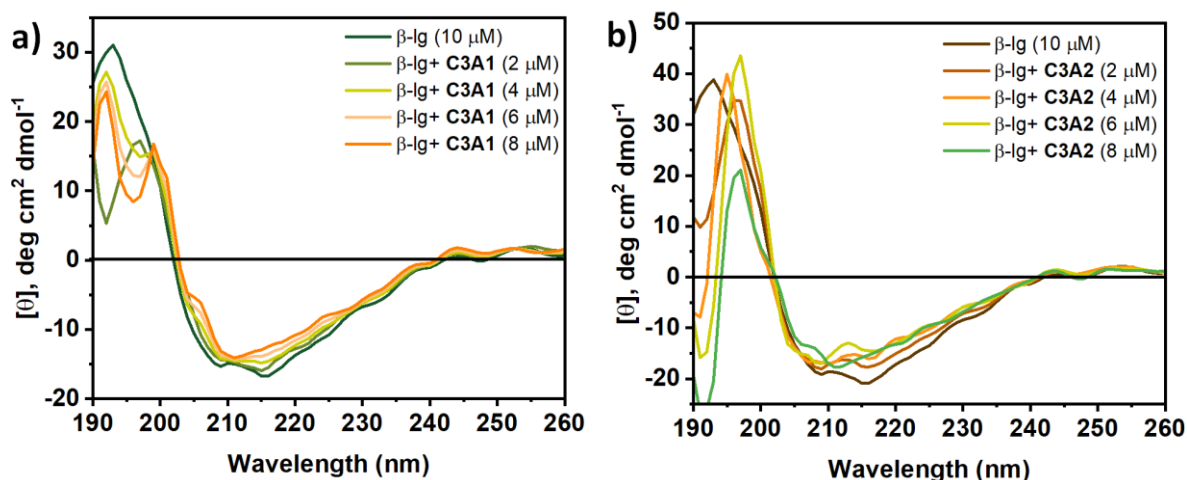 a)
[θ], deg cm² dmol⁻¹
30
20
10
0
-10
-20
190 200 210 220 230 240 250 260
Wavelength (nm)
β-lg (10 μM)
β-lg+ C3A1 (2 μM)
β-lg+ C3A1 (4 μM)
β-lg+ C3A1 (6 μM)
β-lg+ C3A1 (8 μM)
b)
[θ], deg cm² dmol⁻¹
50
40
30
20
10
0
-10
-20
190 200 210 220 230 240 250 260
Wavelength (nm)
β-lg (10 μM)
β-lg+ C3A2 (2 μM)
β-lg+ C3A2 (4 μM)
β-lg+ C3A2 (6 μM)
β-lg+ C3A2 (8 μM)